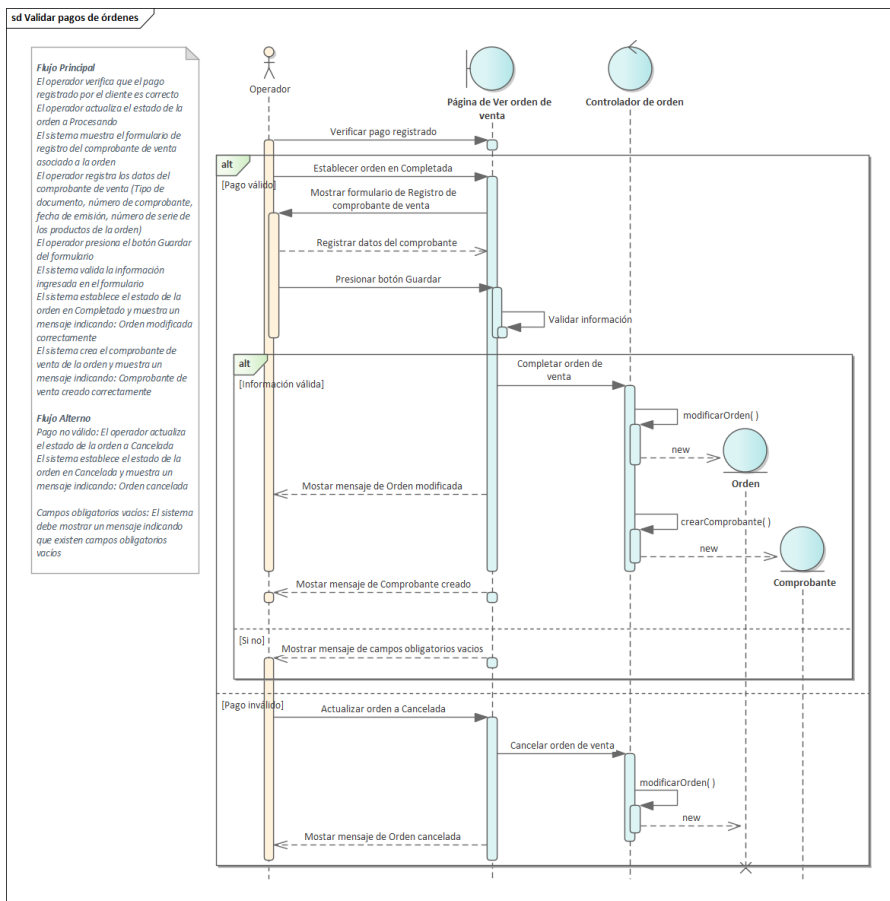 sd Validar pagos de órdenes
Flujo Principal
El operador verifica que el pago
registrado por el cliente es correcto
El operador actualiza el estado de la
orden a Procesando
El sistema muestra el formulario de
registro del comprobante de venta
asociado a la orden
El operador registra los datos del
comprobante de venta (Tipo de
documento, número de comprobante,
fecha de emisión, número de serie de
los productos de la orden)
El operador presiona el botón Guardar
del formulario
El sistema valida la información
ingresada en el formulario
El sistema establece el estado de la
orden en Completado y muestra un
mensaje indicando: Orden modificada
correctamente
El sistema crea el comprobante de
venta de la orden y muestra un
mensaje indicando: Comprobante de
venta creado correctamente
Flujo Alterno
Pago no válido: El operador actualiza
el estado de la orden a Cancelada
El sistema establece el estado de la
orden en Cancelada y muestra un
mensaje indicando: Orden cancelada
Campos obligatorios vacíos: El sistema
debe mostrar un mensaje indicando
que existen campos obligatorios
vacíos
Operador
Página de Ver orden de
venta
Controlador de orden
Verificar pago registrado
alt
[Pago válido]
Establecer orden en Completada
Mostrar formulario de Registro de
comprobante de venta
Registrar datos del comprobante
Presionar botón Guardar
Validar información
alt
[Información válida]
Completar orden de
venta
modificarOrden( )
new
Orden
Mostar mensaje de Orden modificada
crearComprobante( )
new
Comprobante
Mostar mensaje de Comprobante creado
[Si no]
Mostrar mensaje de campos obligatorios vacios
[Pago inválido]
Actualizar orden a Cancelada
Cancelar orden de venta
modificarOrden( )
new
Mostar mensaje de Orden cancelada